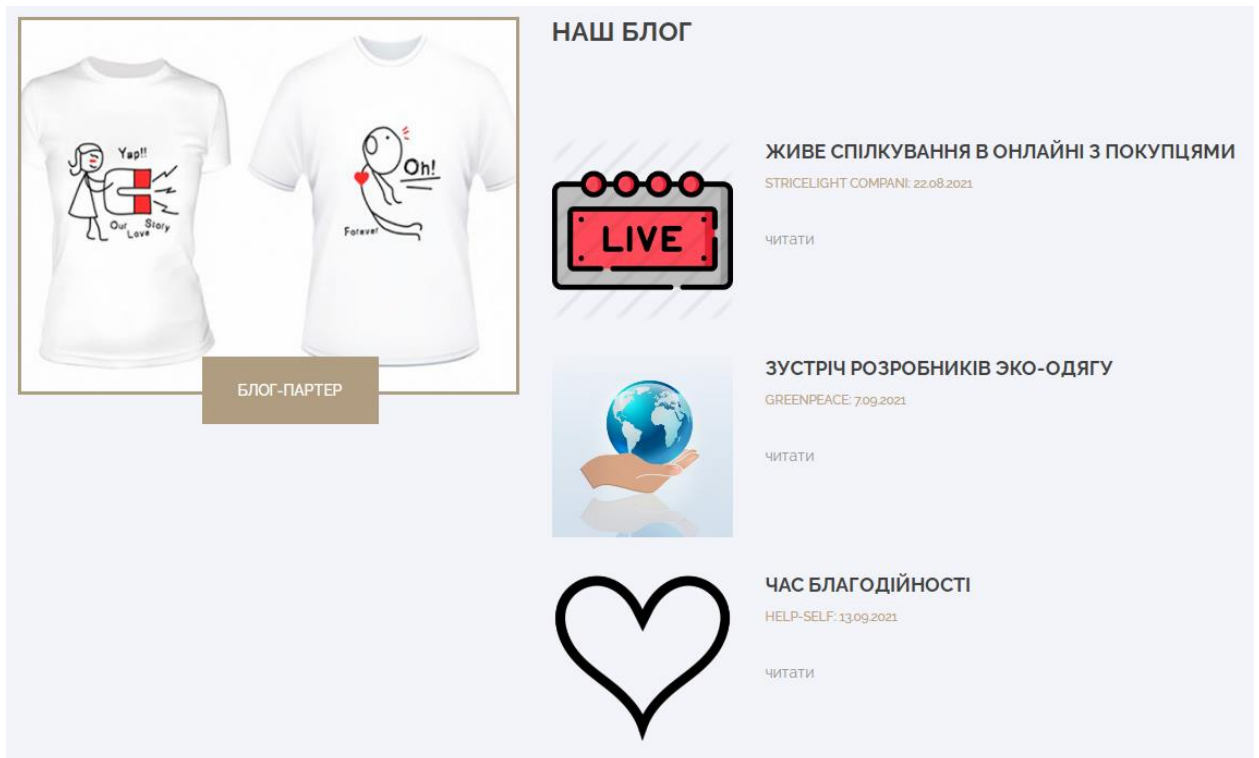 Yap!!
Our Love Story
Oh!
Forever
БЛОГ-ПАРТЕР
НАШ БЛОГ
LIVE
ЖИВЕ СПІЛКУВАННЯ В ОНЛАЙНІ З ПОКУПЦЯМИ
STRICELIGHT COMPANI: 22.08.2021
читати
ЗУСТРІЧ РОЗРОБНИКІВ ЭКО-ОДЯГУ
GREENPEACE: 7.09.2021
читати
ЧАС БЛАГОДІЙНОСТІ
HELP-SELF: 13.09.2021
читати